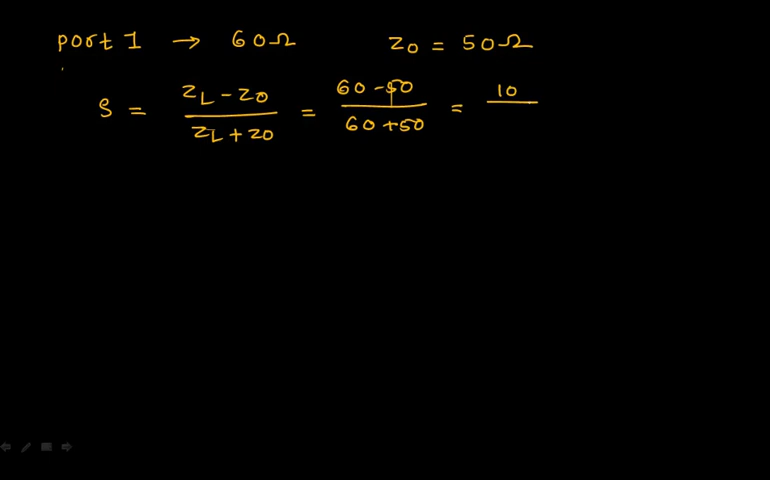 port 1 → 60Ω Z0 = 50Ω
ρ = ZL - Z0 / ZL + Z0 = 60 - 50 / 60 + 50 = 10